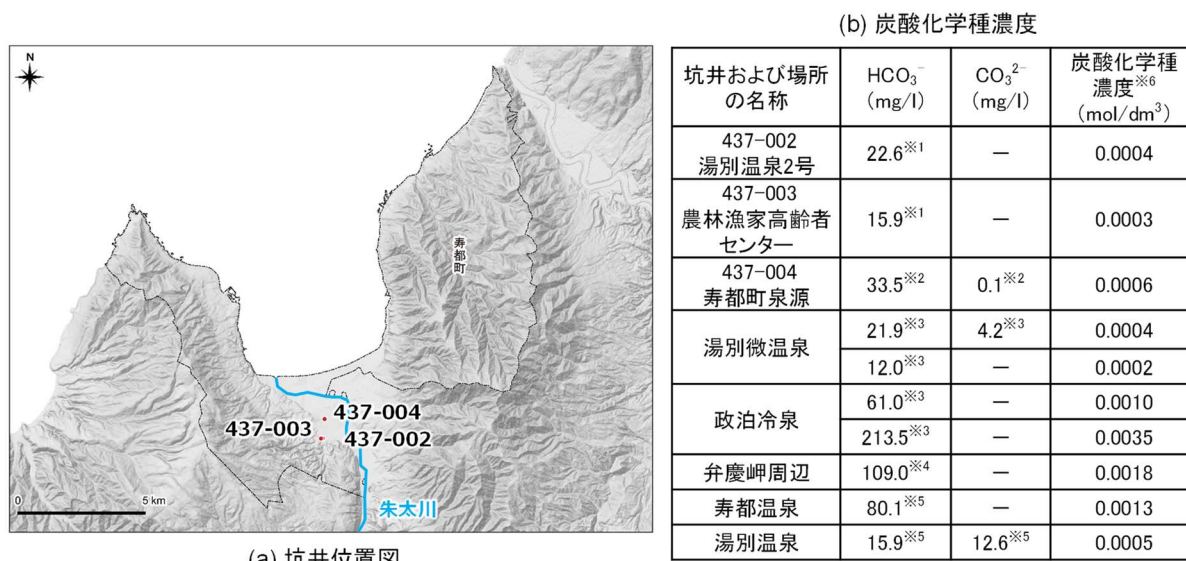 (b) 炭酸化学種濃度
N
寿都町
437-004
437-003
437-002
朱太川
0
5 km
(a) 坑井位置図
坑井および場所
の名称
HCO₃⁻
(mg/l)
CO₃²⁻
(mg/l)
炭酸化学種
濃度※6
(mol/dm³)
437-002
湯別温泉2号
22.6※1
—
0.0004
437-003
農林漁家高齢者
センター
15.9※1
—
0.0003
437-004
寿都町泉源
33.5※2
0.1※2
0.0006
湯別微温泉
21.9※3
4.2※3
0.0004
12.0※3
—
0.0002
政泊冷泉
61.0※3
—
0.0010
213.5※3
—
0.0035
弁慶岬周辺
109.0※4
—
0.0018
寿都温泉
80.1※5
—
0.0013
湯別温泉
15.9※5
12.6※5
0.0005